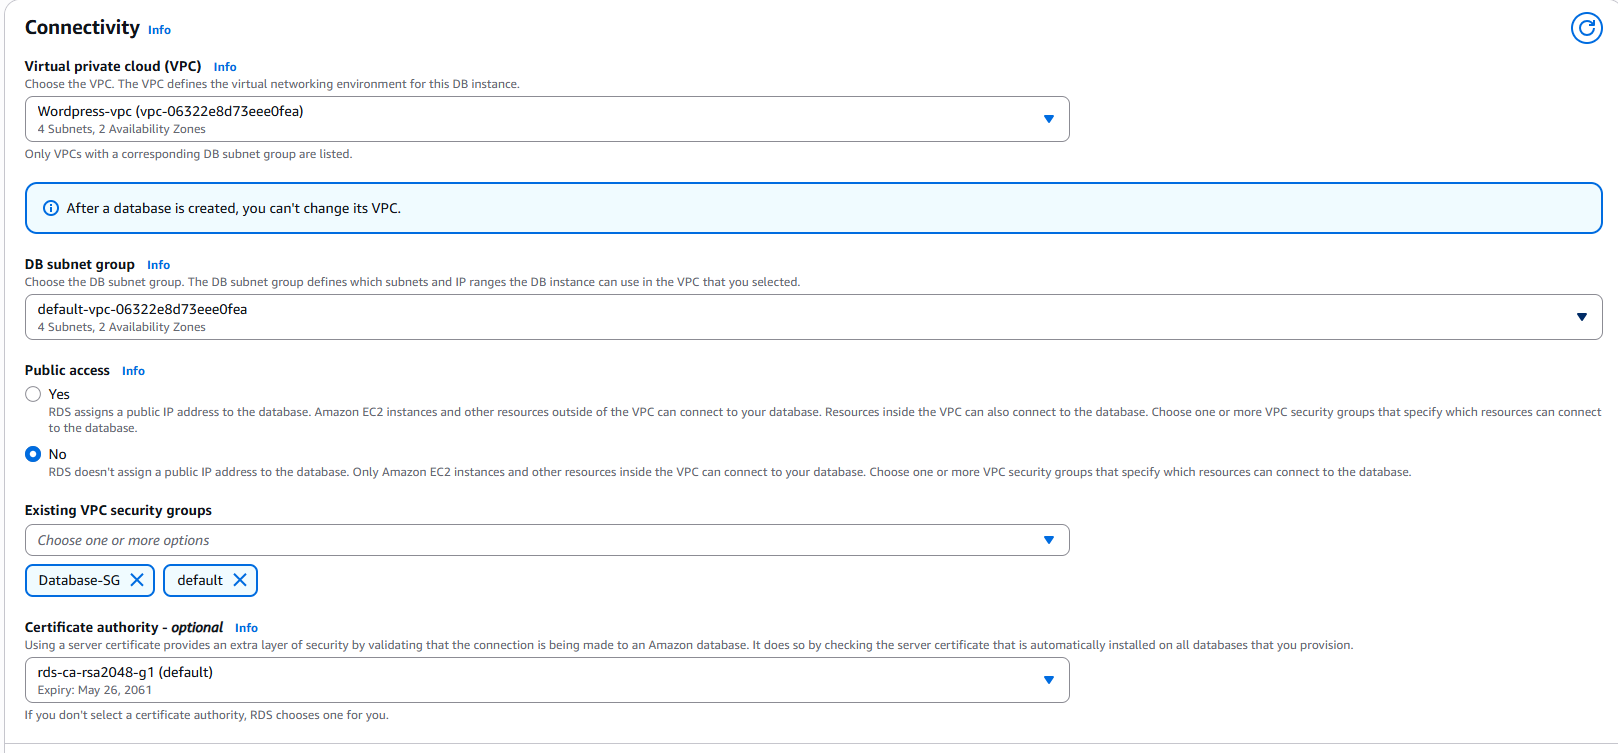 Connectivity Info
Virtual private cloud (VPC) Info
Choose the VPC. The VPC defines the virtual networking environment for this DB instance.
Wordpress-vpc (vpc-06322e8d73eee0fea)
4 Subnets, 2 Availability Zones
Only VPCs with a corresponding DB subnet group are listed.
After a database is created, you can't change its VPC.
DB subnet group Info
Choose the DB subnet group. The DB subnet group defines which subnets and IP ranges the DB instance can use in the VPC that you selected.
default-vpc-06322e8d73eee0fea
4 Subnets, 2 Availability Zones
Public access Info
Yes
RDS assigns a public IP address to the database. Amazon EC2 instances and other resources outside of the VPC can connect to your database. Resources inside the VPC can also connect to the database. Choose one or more VPC security groups that specify which resources can connect
to the database.
No
RDS doesn't assign a public IP address to the database. Only Amazon EC2 instances and other resources inside the VPC can connect to your database. Choose one or more VPC security groups that specify which resources can connect to the database.
Existing VPC security groups
Choose one or more options
Database-SG default
Certificate authority - optional Info
Using a server certificate provides an extra layer of security by validating that the connection is being made to an Amazon database. It does so by checking the server certificate that is automatically installed on all databases that you provision.
rds-ca-rsa2048-g1 (default)
Expiry: May 26, 2061
If you don't select a certificate authority, RDS chooses one for you.